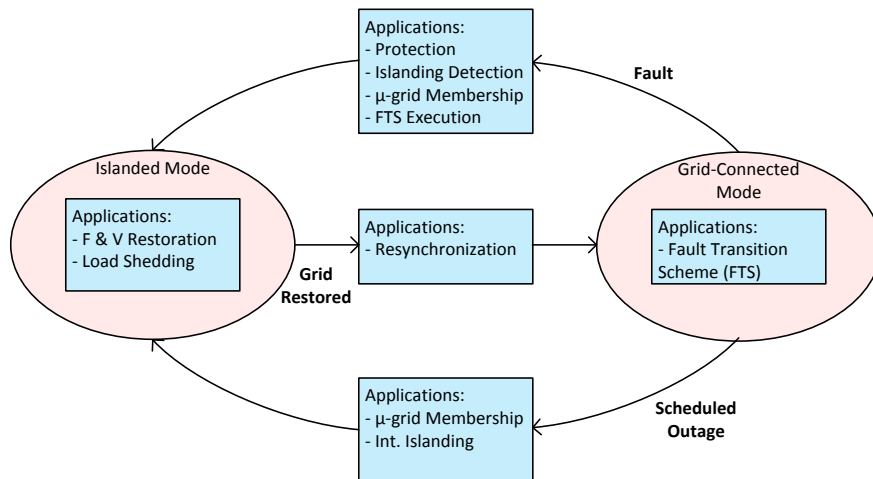 Applications:
- Protection
- Islanding Detection
- μ-grid Membership
- FTS Execution
Fault
Islanded Mode
Applications:
- F & V Restoration
- Load Shedding
Grid
Restored
Applications:
- Resynchronization
Grid-Connected
Mode
Applications:
- Fault Transition
Scheme (FTS)
Applications:
- μ-grid Membership
- Int. Islanding
Scheduled
Outage